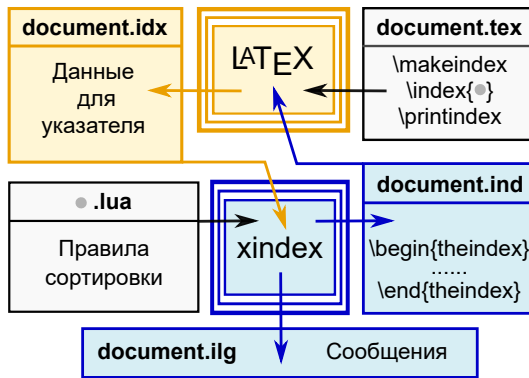 document.idx
Данные
для
указателя
LATEX
document.tex
\makeindex
\index{●}
\printindex
● .lua
Правила
сортировки
xindex
document.ind
\begin{theindex}
......
\end{theindex}
document.ilg Сообщения